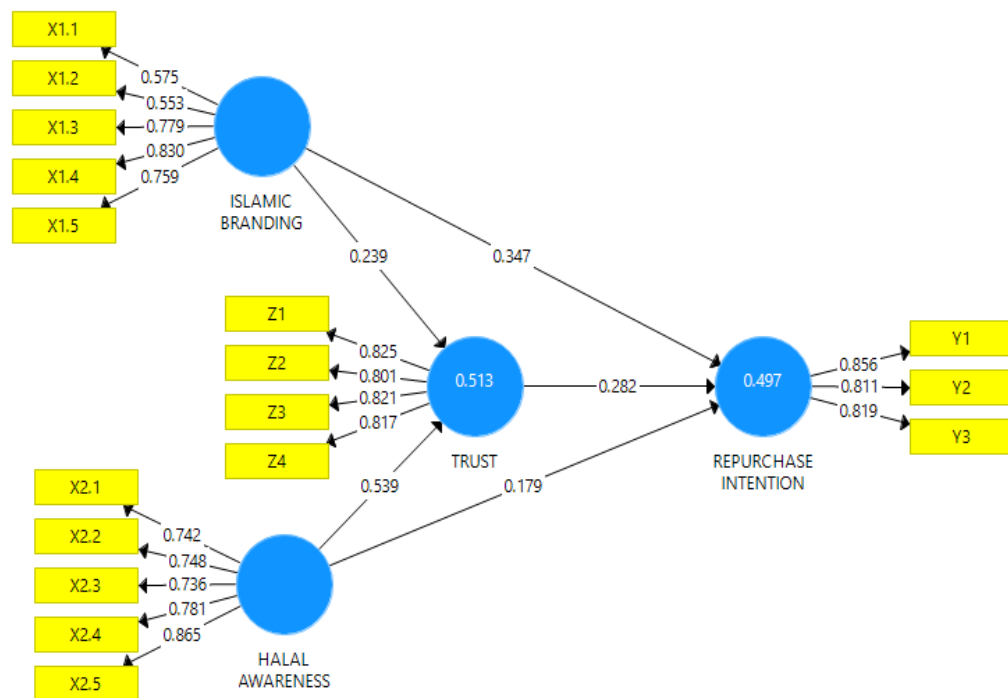 X1.1
X1.2
X1.3
X1.4
X1.5
0.575
0.553
0.779
0.830
0.759
ISLAMIC
BRANDING
0.239
0.347
Z1
Z2
Z3
Z4
0.825
0.801
0.821
0.817
0.513
TRUST
0.282
0.497
REPURCHASE
INTENTION
0.856
0.811
0.819
Y1
Y2
Y3
0.539
0.179
X2.1
X2.2
X2.3
X2.4
X2.5
0.742
0.748
0.736
0.781
0.865
HALAL
AWARENESS